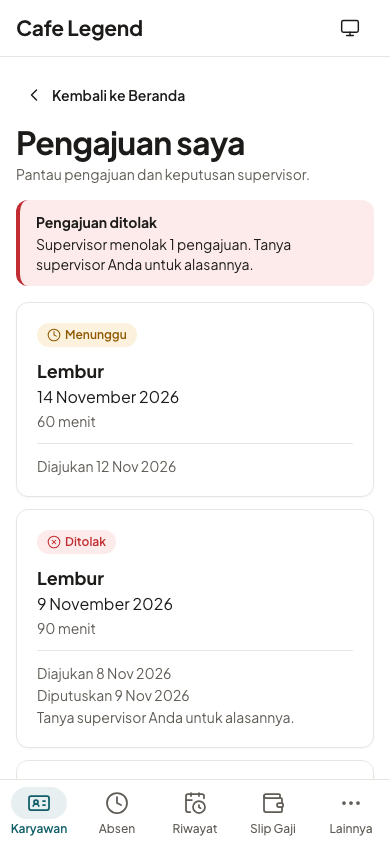 Cafe Legend
Kembali ke Beranda
Pengajuan saya
Pantau pengajuan dan keputusan supervisor.
Pengajuan ditolak
Supervisor menolak 1 pengajuan. Tanya
supervisor Anda untuk alasannya.
Menunggu
Lembur
14 November 2026
60 menit
Diajukan 12 Nov 2026
Ditolak
Lembur
9 November 2026
90 menit
Diajukan 8 Nov 2026
Diputuskan 9 Nov 2026
Tanya supervisor Anda untuk alasannya.
Karyawan
Absen
Riwayat
Slip Gaji
Lainnya